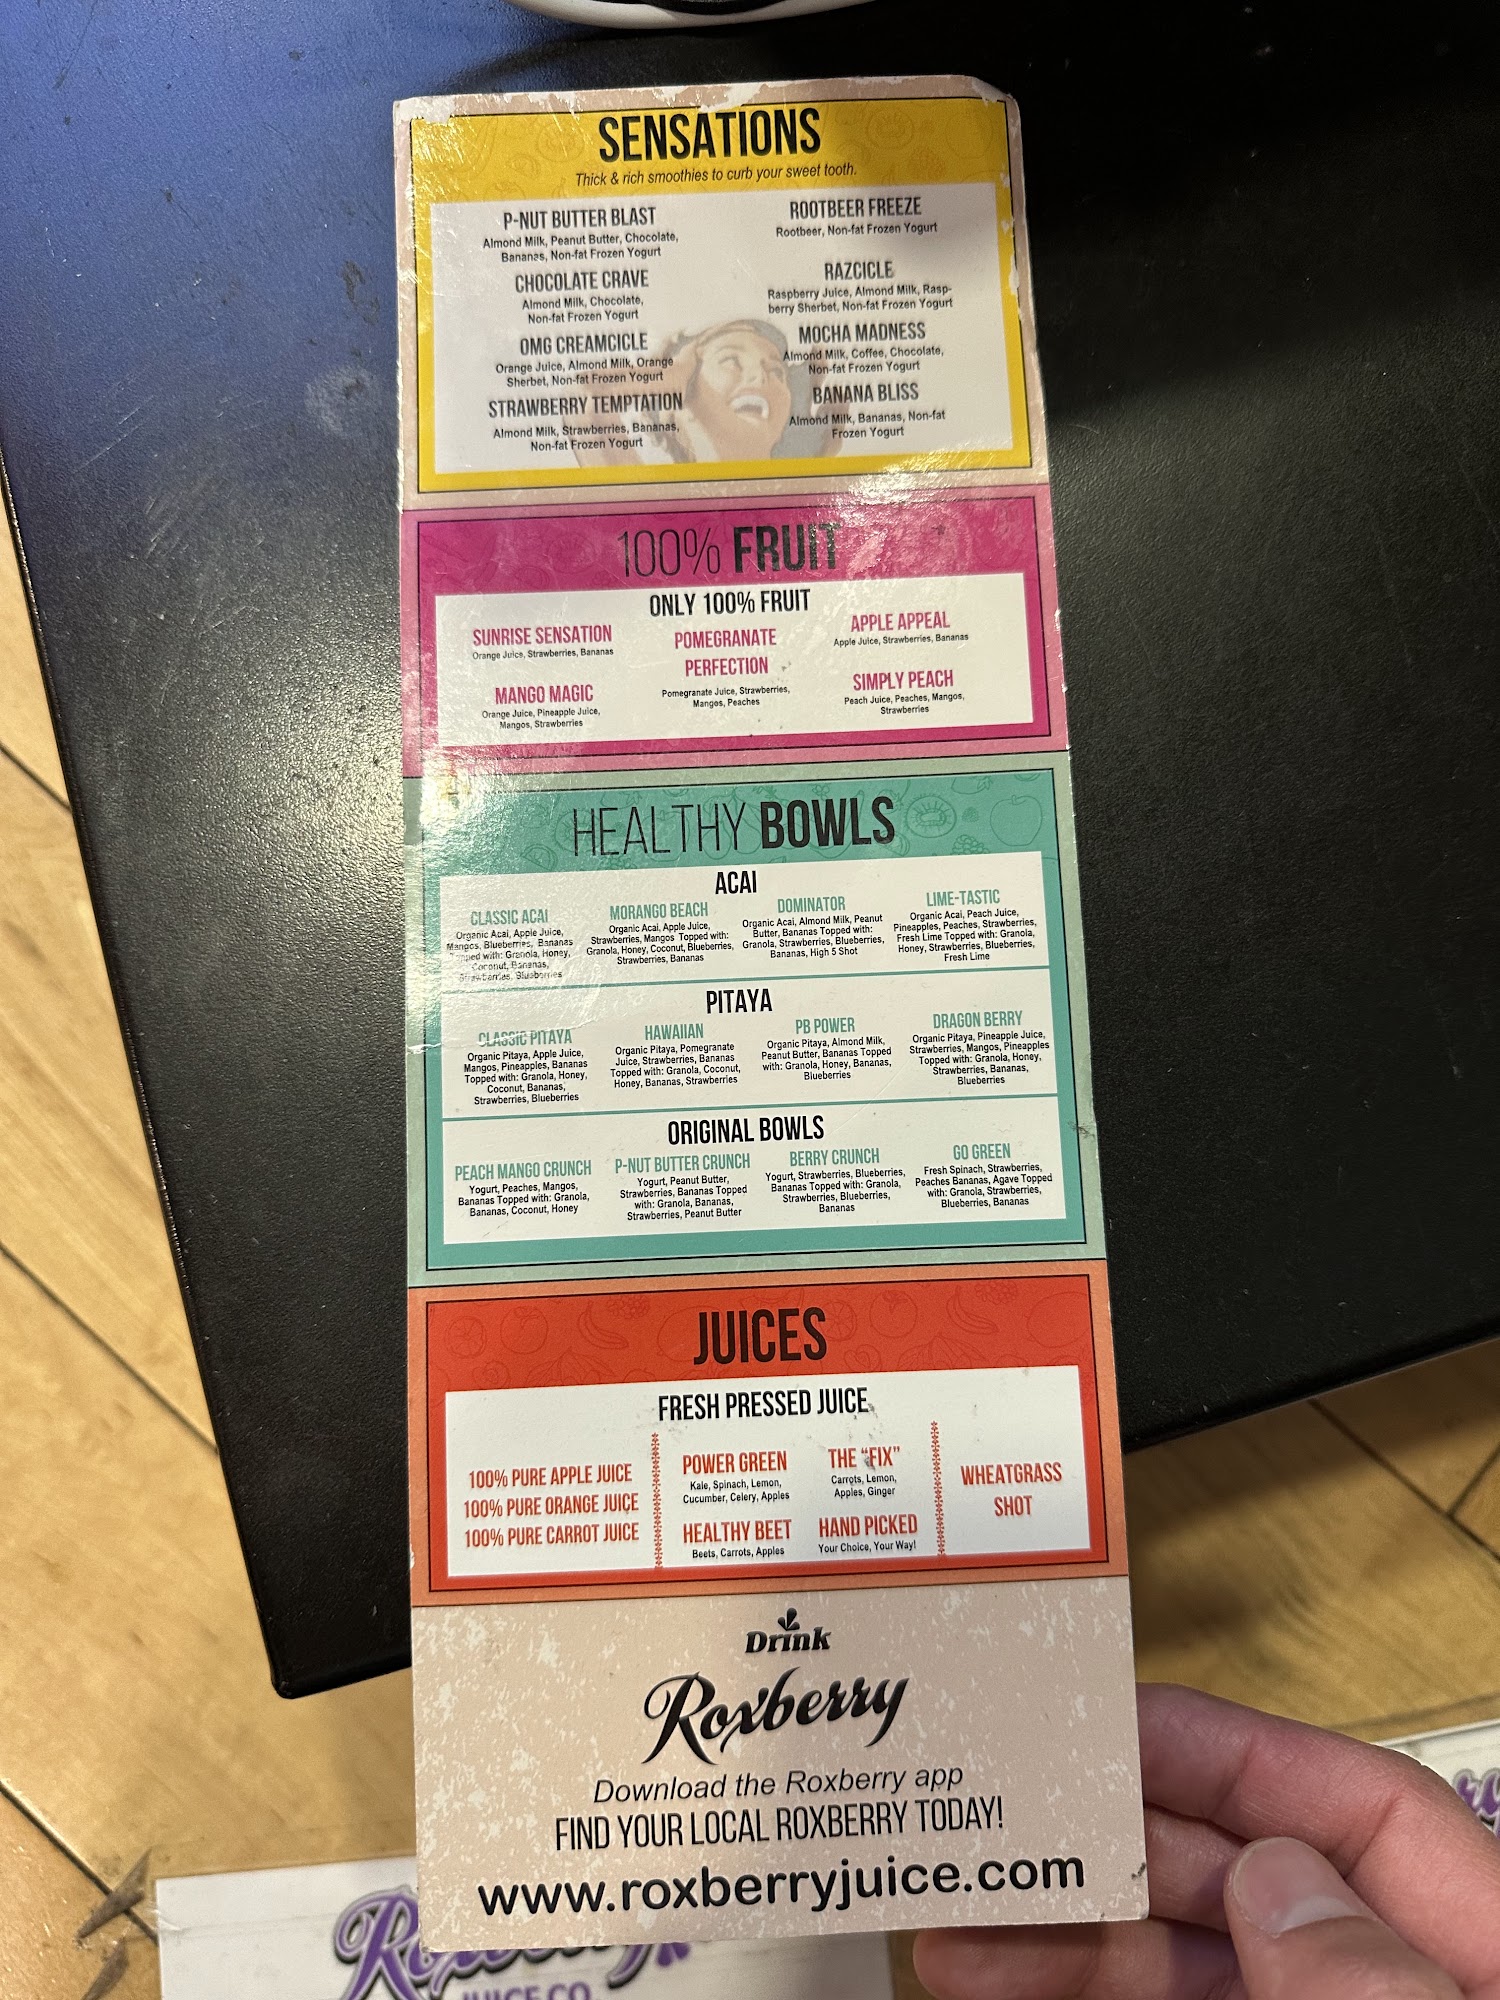 SENSATIONS
Thick & rich smoothies to curb your sweet tooth.
P-NUT BUTTER BLAST
Almond Milk, Peanut Butter, Chocolate,
Bananas, Non-fat Frozen Yogurt
CHOCOLATE CRAVE
Almond Milk, Chocolate,
Non-fat Frozen Yogurt
OMG CREAMCICLE
Orange Juice, Almond Milk, Orange
Sherbet, Non-fat Frozen Yogurt
STRAWBERRY TEMPTATION
Almond Milk, Strawberries, Bananas,
Non-fat Frozen Yogurt
ROOTBEER FREEZE
Rootbeer, Non-fat Frozen Yogurt
RAZCICLE
Raspberry Juice, Almond Milk, Rasp-
berry Sherbet, Non-fat Frozen Yogurt
MOCHA MADNESS
Almond Milk, Coffee, Chocolate,
Non-fat Frozen Yogurt
BANANA BLISS
Almond Milk, Bananas, Non-fat
Frozen Yogurt
100% FRUIT
ONLY 100% FRUIT
SUNRISE SENSATION
Orange Juice, Strawberries, Bananas
MANGO MAGIC
Orange Juice, Pineapple Juice,
Mangos, Strawberries
POMEGRANATE
PERFECTION
Pomegranate Juice, Strawberries,
Mangos, Peaches
APPLE APPEAL
Apple Juice, Strawberries, Bananas
SIMPLY PEACH
Peach Juice, Peaches, Mangos,
Strawberries
HEALTHY BOWLS
ACAI
CLASSIC ACAI
Organic Acai, Apple Juice,
Mangos, Blueberries, Bananas
Topped with: Granola, Honey,
Coconut, Bananas,
Strawberries, Blueberries
MORANGO BEACH
Organic Acai, Apple Juice,
Strawberries, Mangos Topped with:
Granola, Honey, Coconut, Blueberries,
Strawberries, Bananas
DOMINATOR
Organic Acai, Almond Milk, Peanut
Butter, Bananas Topped with:
Granola, Strawberries, Blueberries,
Bananas, High 5 Shot
LIME-TASTIC
Organic Acai, Peach Juice,
Pineapples, Peaches, Strawberries,
Fresh Lime Topped with: Granola,
Honey, Strawberries, Blueberries,
Fresh Lime
PITAYA
CLASSIC PITAYA
Organic Pitaya, Apple Juice,
Mangos, Pineapples, Bananas
Topped with: Granola, Honey,
Coconut, Bananas,
Strawberries, Blueberries
HAWAIIAN
Organic Pitaya, Pomegranate
Juice, Strawberries, Bananas
Topped with: Granola, Coconut,
Honey, Bananas, Strawberries
PB POWER
Organic Pitaya, Almond Milk,
Peanut Butter, Bananas Topped
with: Granola, Honey, Bananas,
Blueberries
DRAGON BERRY
Organic Pitaya, Pineapple Juice,
Strawberries, Mangos, Pineapples
Topped with: Granola, Honey,
Strawberries, Bananas,
Blueberries
ORIGINAL BOWLS
PEACH MANGO CRUNCH
Yogurt, Peaches, Mangos,
Bananas Topped with: Granola,
Bananas, Coconut, Honey
P-NUT BUTTER CRUNCH
Yogurt, Peanut Butter,
Strawberries, Bananas Topped
with: Granola, Bananas,
Strawberries, Peanut Butter
BERRY CRUNCH
Yogurt, Strawberries, Blueberries,
Bananas Topped with: Granola,
Strawberries, Blueberries,
Bananas
GO GREEN
Fresh Spinach, Strawberries,
Peaches Bananas, Agave Topped
with: Granola, Strawberries,
Blueberries, Bananas
JUICES
FRESH PRESSED JUICE
100% PURE APPLE JUICE
100% PURE ORANGE JUICE
100% PURE CARROT JUICE
POWER GREEN
Kale, Spinach, Lemon,
Cucumber, Celery, Apples
HEALTHY BEET
Beets, Carrots, Apples
THE "FIX"
Carrots, Lemon,
Apples, Ginger
HAND PICKED
Your Choice, Your Way!
WHEATGRASS
SHOT
Drink
Roxberry
Download the Roxberry app
FIND YOUR LOCAL ROXBERRY TODAY!
www.roxberryjuice.com
JUICE CO.